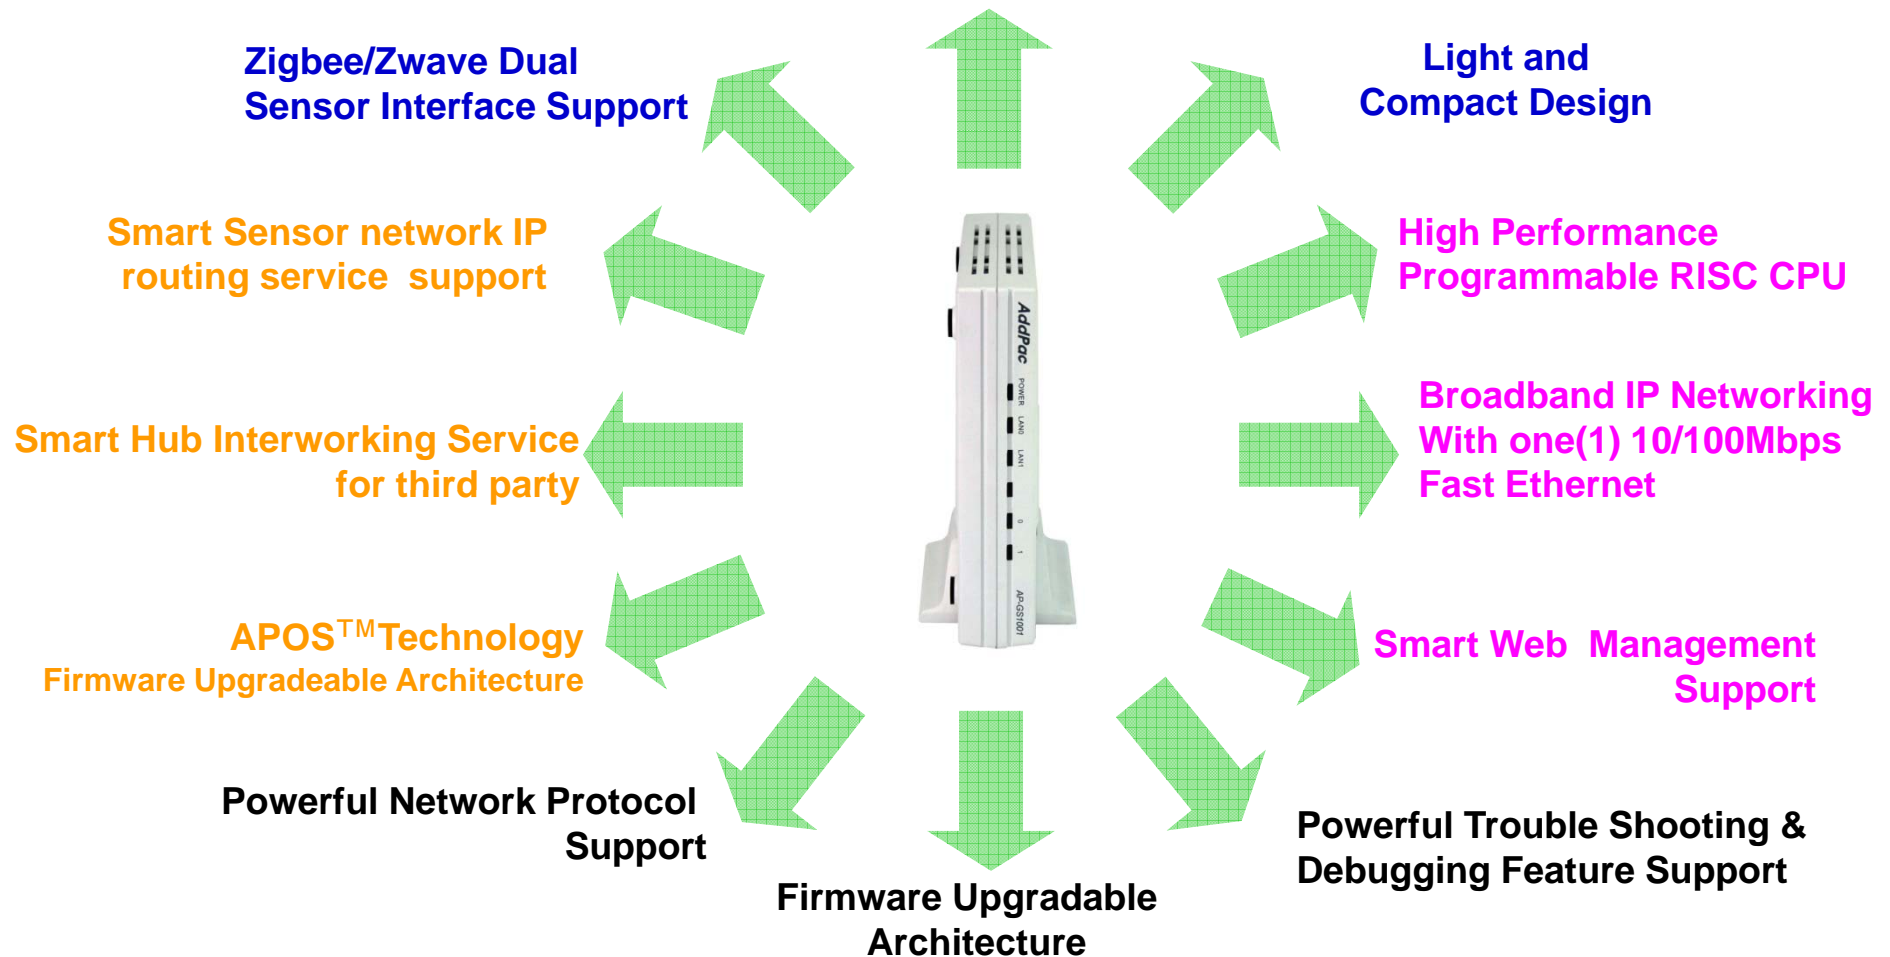 Zigbee/Zwave Dual
Sensor Interface Support
Light and
Compact Design
Smart Sensor network IP
routing service support
High Performance
Programmable RISC CPU
Smart Hub Interworking Service
for third party
Broadband IP Networking
With one(1) 10/100Mbps
Fast Ethernet
APOS™Technology
Firmware Upgradeable Architecture
Smart Web Management
Support
Powerful Network Protocol
Support
Firmware Upgradable
Architecture
Powerful Trouble Shooting &
Debugging Feature Support
AddPac
POWER
LAN0
LAN1
0
1
AP-GS1001